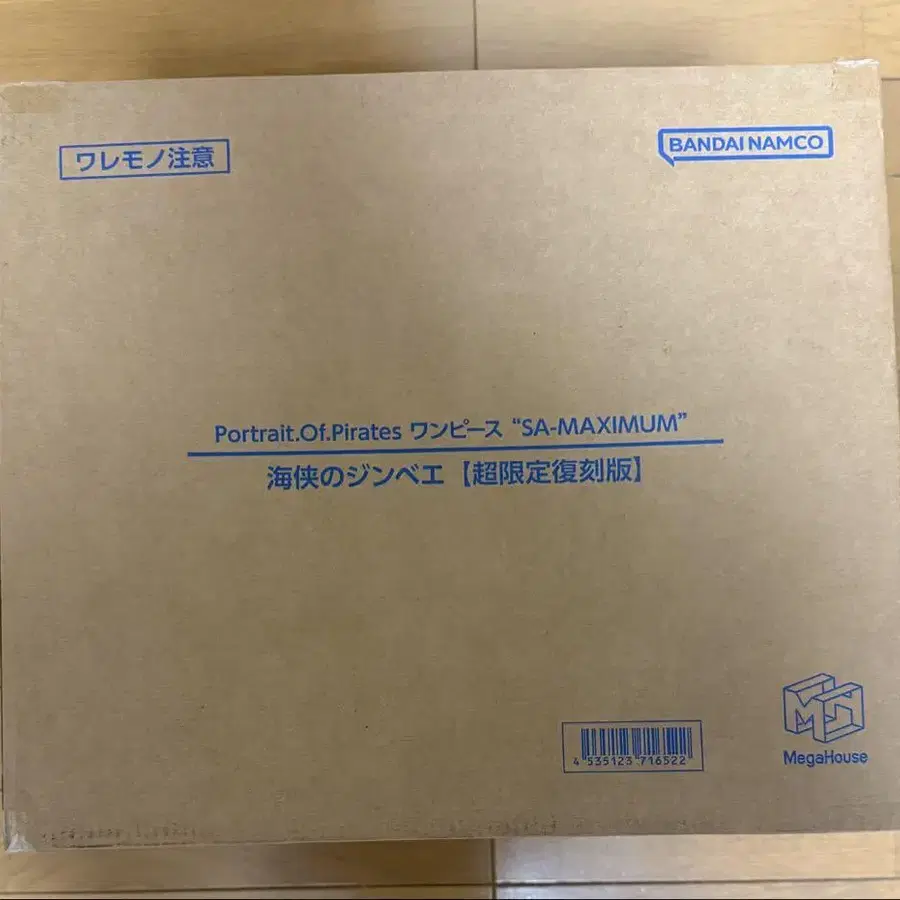 ワレモノ注意
BANDAI NAMCO
Portrait.Of.Pirates ワンピース “SA-MAXIMUM”
海侠のジンベエ【超限定復刻版】
4 535123 716522
MegaHouse